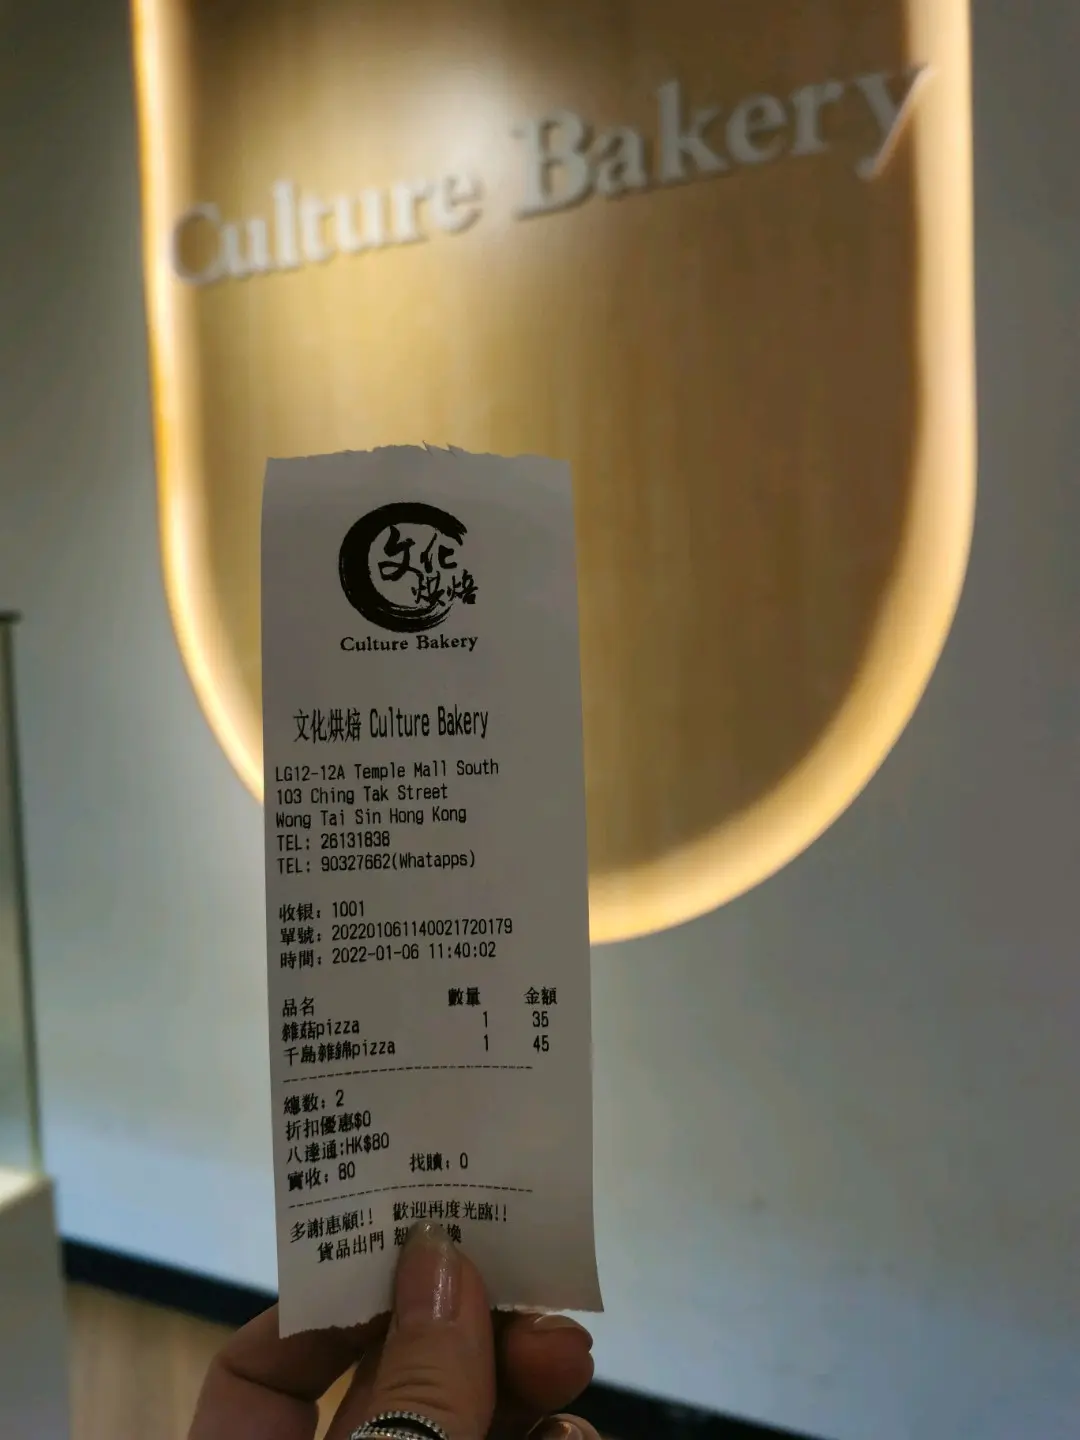 Culture Bakery
文化
烘焙
Culture Bakery
文化烘焙 Culture Bakery
LG12-12A Temple Mall South
103 Ching Tak Street
Wong Tai Sin Hong Kong
TEL: 26131838
TEL: 90327662(Whatapps)
收银: 1001
單號: 202201061140021720179
時間: 2022-01-06 11:40:02
品名 數量 金額
雜菇pizza 1 35
千島雜錦pizza 1 45
總数: 2
折扣優惠$0
八達通:HK$80
實收: 80 找贖: 0
多謝惠顧!! 歡迎再度光臨!!
貨品出門 恕 換